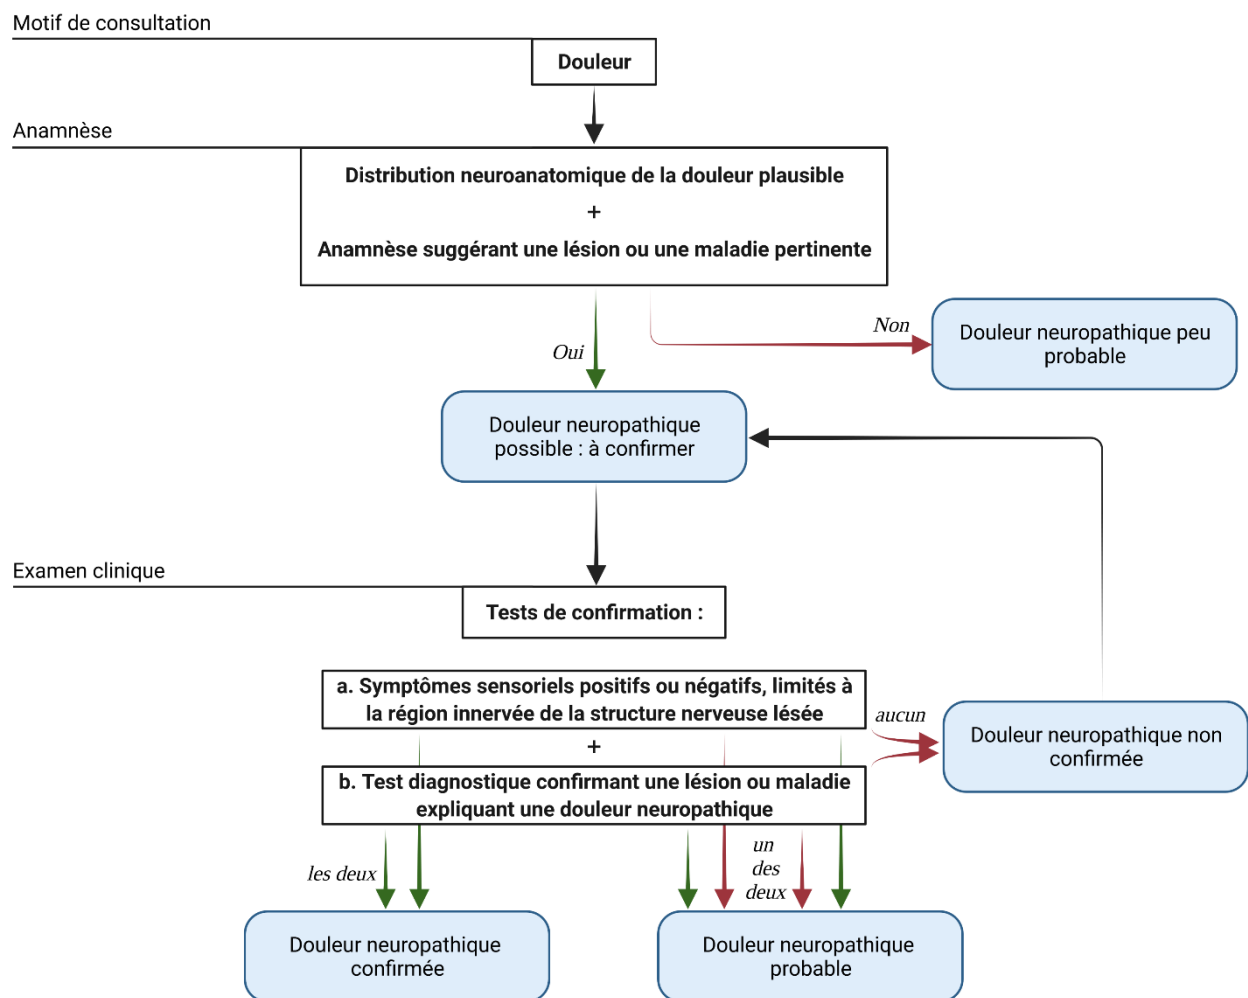 Motif de consultation
Douleur
Anamnèse
Distribution neuroanatomique de la douleur plausible
+
Anamnèse suggérant une lésion ou une maladie pertinente
Non
Douleur neuropathique peu
probable
Oui
Douleur neuropathique
possible : à confirmer
Examen clinique
Tests de confirmation :
a. Symptômes sensoriels positifs ou négatifs, limités à
la région innervée de la structure nerveuse lésée
aucun
Douleur neuropathique non
confirmée
+
b. Test diagnostique confirmant une lésion ou maladie
expliquant une douleur neuropathique
les deux
un
des
deux
Douleur neuropathique
confirmée
Douleur neuropathique
probable